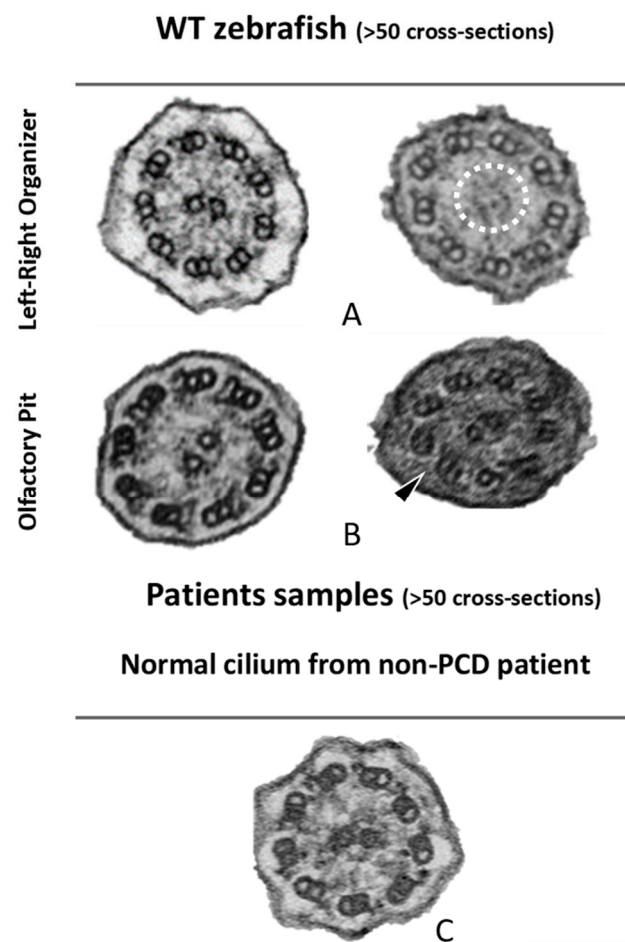 WT zebrafish (>50 cross-sections)
Left-Right Organizer
A
Olfactory Pit
B
Patients samples (>50 cross-sections)
Normal cilium from non-PCD patient
C